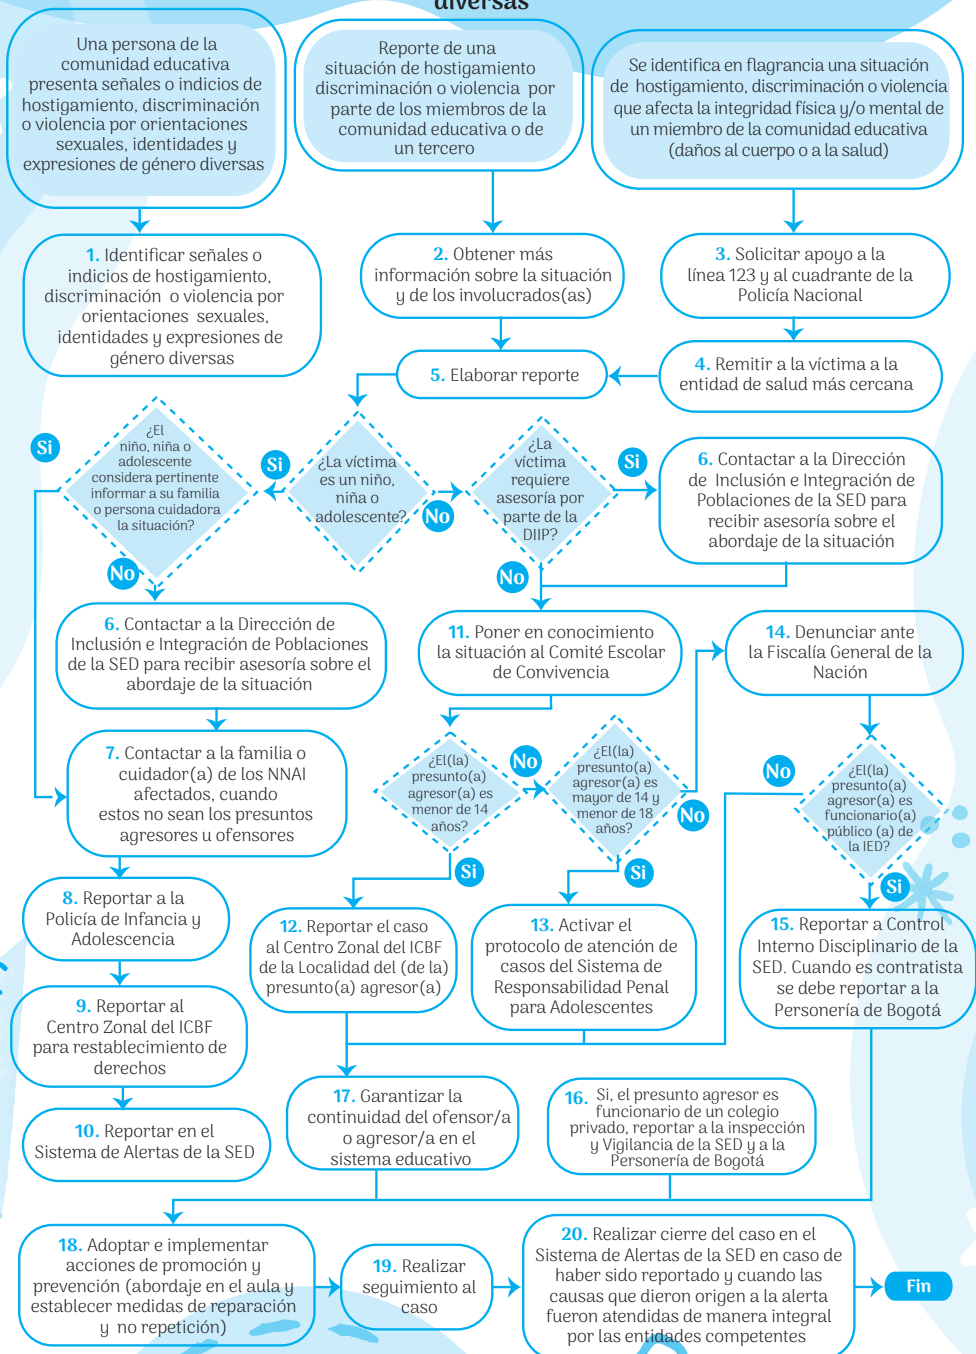 diversas
Una persona de la
comunidad educativa
presenta señales o indicios de
hostigamiento, discriminación
o violencia por orientaciones
sexuales, identidades y
expresiones de género diversas
Reporte de una
situación de hostigamiento
discriminación o violencia por
parte de los miembros de la
comunidad educativa o de
un tercero
Se identifica en flagrancia una situación
de hostigamiento, discriminación o violencia
que afecta la integridad física y/o mental de
un miembro de la comunidad educativa
(daños al cuerpo o a la salud)
1. Identificar señales o
indicios de hostigamiento,
discriminación o violencia por
orientaciones sexuales,
identidades y expresiones de
género diversas
2. Obtener más
información sobre la situación
y de los involucrados(as)
3. Solicitar apoyo a la
línea 123 y al cuadrante de la
Policía Nacional
4. Remitir a la víctima a la
entidad de salud más cercana
5. Elaborar reporte
Si
¿El
niño, niña o
adolescente
considera pertinente
informar a su familia
o persona cuidadora
la situación?
No
Si
¿La víctima
es un niño,
niña o
adolescente?
No
¿La
víctima
requiere
asesoría por
parte de la
DIIP?
Si
No
6. Contactar a la Dirección
de Inclusión e Integración de
Poblaciones de la SED para
recibir asesoría sobre el
abordaje de la situación
6. Contactar a la Dirección de
Inclusión e Integración de Poblaciones
de la SED para recibir asesoría sobre el
abordaje de la situación
11. Poner en conocimiento
la situación al Comité Escolar
de Convivencia
14. Denunciar ante
la Fiscalía General de la
Nación
7. Contactar a la familia o
cuidador(a) de los NNAI
afectados, cuando
estos no sean los presuntos
agresores u ofensores
¿El(la)
presunto(a)
agresor(a) es
menor de 14
años?
No
Si
¿El(la)
presunto(a)
agresor(a) es
mayor de 14 y
menor de 18
años?
No
Si
No
¿El(la)
presunto(a)
agresor(a) es
funcionario(a)
público (a) de
la IED?
Si
8. Reportar a la
Policía de Infancia y
Adolescencia
12. Reportar el caso
al Centro Zonal del ICBF
de la Localidad del (de la)
presunto(a) agresor(a)
13. Activar el
protocolo de atención de
casos del Sistema de
Responsabilidad Penal
para Adolescentes
15. Reportar a Control
Interno Disciplinario de la
SED. Cuando es contratista
se debe reportar a la
Personería de Bogotá
9. Reportar al
Centro Zonal del ICBF
para restablecimiento de
derechos
10. Reportar en el
Sistema de Alertas de la SED
17. Garantizar la
continuidad del ofensor/a
o agresor/a en el
sistema educativo
16. Si, el presunto agresor es
funcionario de un colegio
privado, reportar a la inspección
y Vigilancia de la SED y a la
Personería de Bogotá
18. Adoptar e implementar
acciones de promoción y
prevención (abordaje en el aula y
establecer medidas de reparación
y no repetición)
19. Realizar
seguimiento al
caso
20. Realizar cierre del caso en el
Sistema de Alertas de la SED en caso de
haber sido reportado y cuando las
causas que dieron origen a la alerta
fueron atendidas de manera integral
por las entidades competentes
Fin